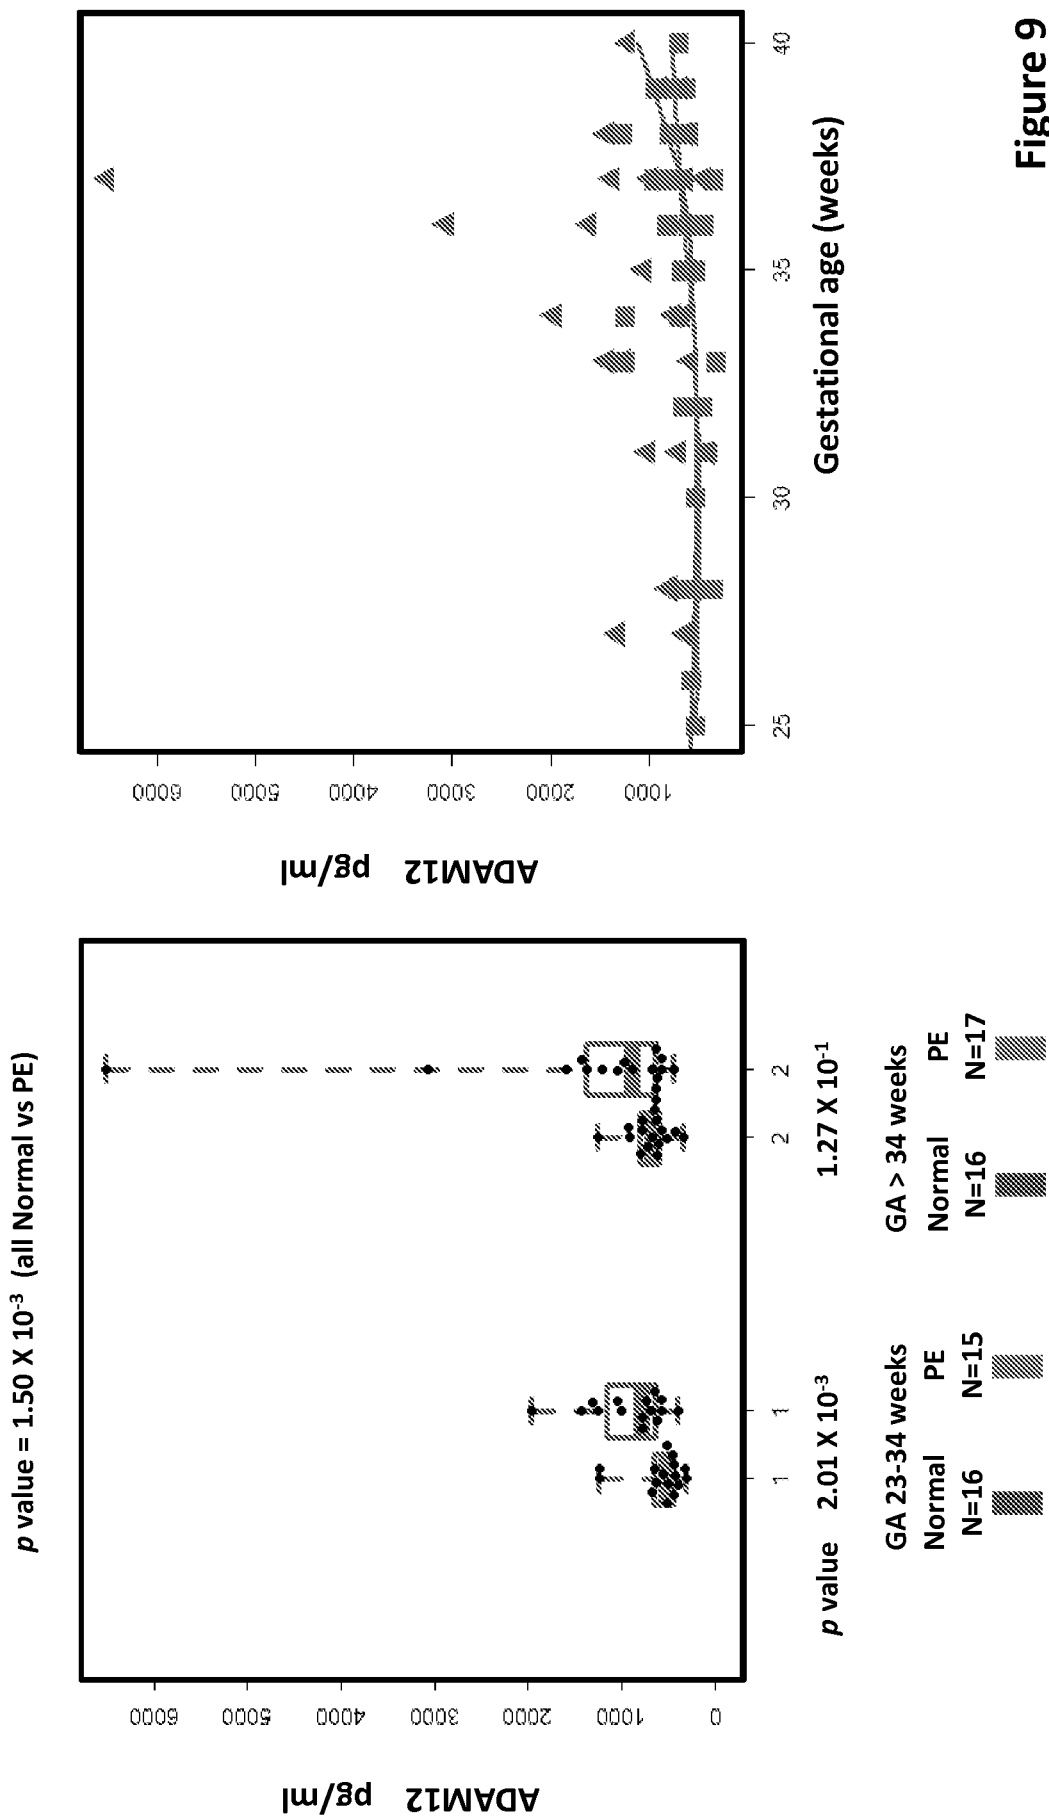 p value = 1.50 X 10-3 (all Normal vs PE)
ADAM12 pg/ml
6000
5000
4000
3000
2000
1000
0
1 1 2 2
p value 2.01 X 10-3 1.27 X 10-1
GA 23-34 weeks GA > 34 weeks
Normal PE Normal PE
N=16 N=15 N=16 N=17
ADAM12 pg/ml
6000
5000
4000
3000
2000
1000
25 30 35 40
Gestational age (weeks)
Figure 9